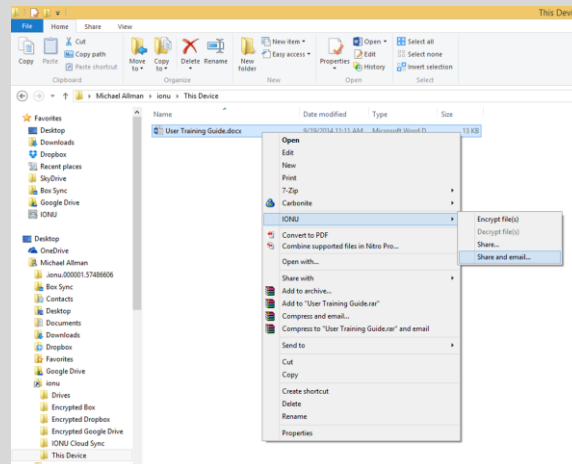 This Devi
File Home Share View
Copy
Paste
Cut
Copy path
Paste shortcut
Clipboard
Move to
Copy to
Delete
Rename
Organize
New folder
New item
Easy access
New
Properties
Open
Edit
History
Open
Select all
Select none
Invert selection
Select
Michael Allman ionu This Device
Name Date modified Type Size
User Training Guide.docx 9/19/2014 11:11 AM Microsoft Word D... 13 KB
Favorites
Desktop
Downloads
Dropbox
Recent places
SkyDrive
Box Sync
Google Drive
IONU
Desktop
OneDrive
Michael Allman
.ionu.000001.57486606
Box Sync
Contacts
Desktop
Documents
Downloads
Dropbox
Favorites
Google Drive
ionu
Drives
Encrypted Box
Encrypted Dropbox
Encrypted Google Drive
IONU Cloud Sync
This Device
Open
Edit
New
Print
7-Zip
Carbonite
IONU
Convert to PDF
Combine supported files in Nitro Pro...
Open with...
Share with
Add to archive...
Add to "User Training Guide.rar"
Compress and email...
Compress to "User Training Guide.rar" and email
Send to
Cut
Copy
Create shortcut
Delete
Rename
Properties
Encrypt file(s)
Decrypt file(s)
Share...
Share and email...